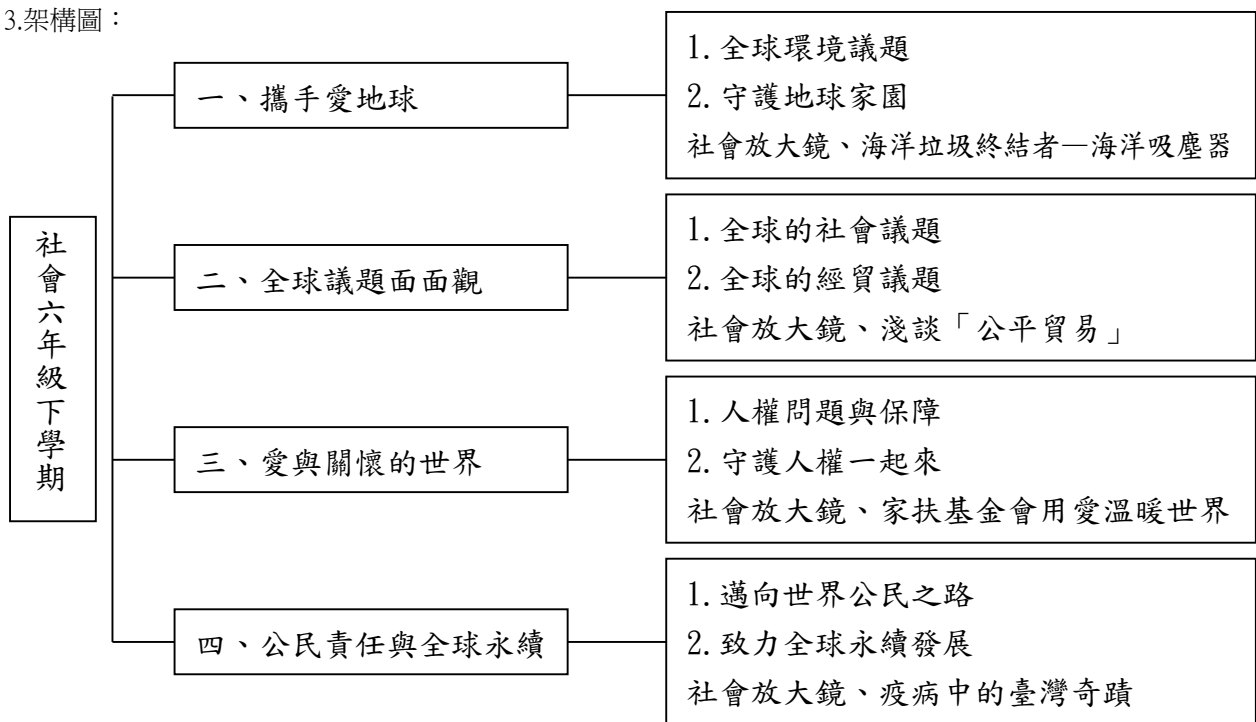 3.架構圖：
社會六年級下學期
一、攜手愛地球
1.全球環境議題
2.守護地球家園
社會放大鏡、海洋垃圾終結者—海洋吸塵器
二、全球議題面面觀
1.全球的社會議題
2.全球的經貿議題
社會放大鏡、淺談「公平貿易」
三、愛與關懷的世界
1.人權問題與保障
2.守護人權一起來
社會放大鏡、家扶基金會用愛溫暖世界
四、公民責任與全球永續
1.邁向世界公民之路
2.致力全球永續發展
社會放大鏡、疫病中的臺灣奇蹟